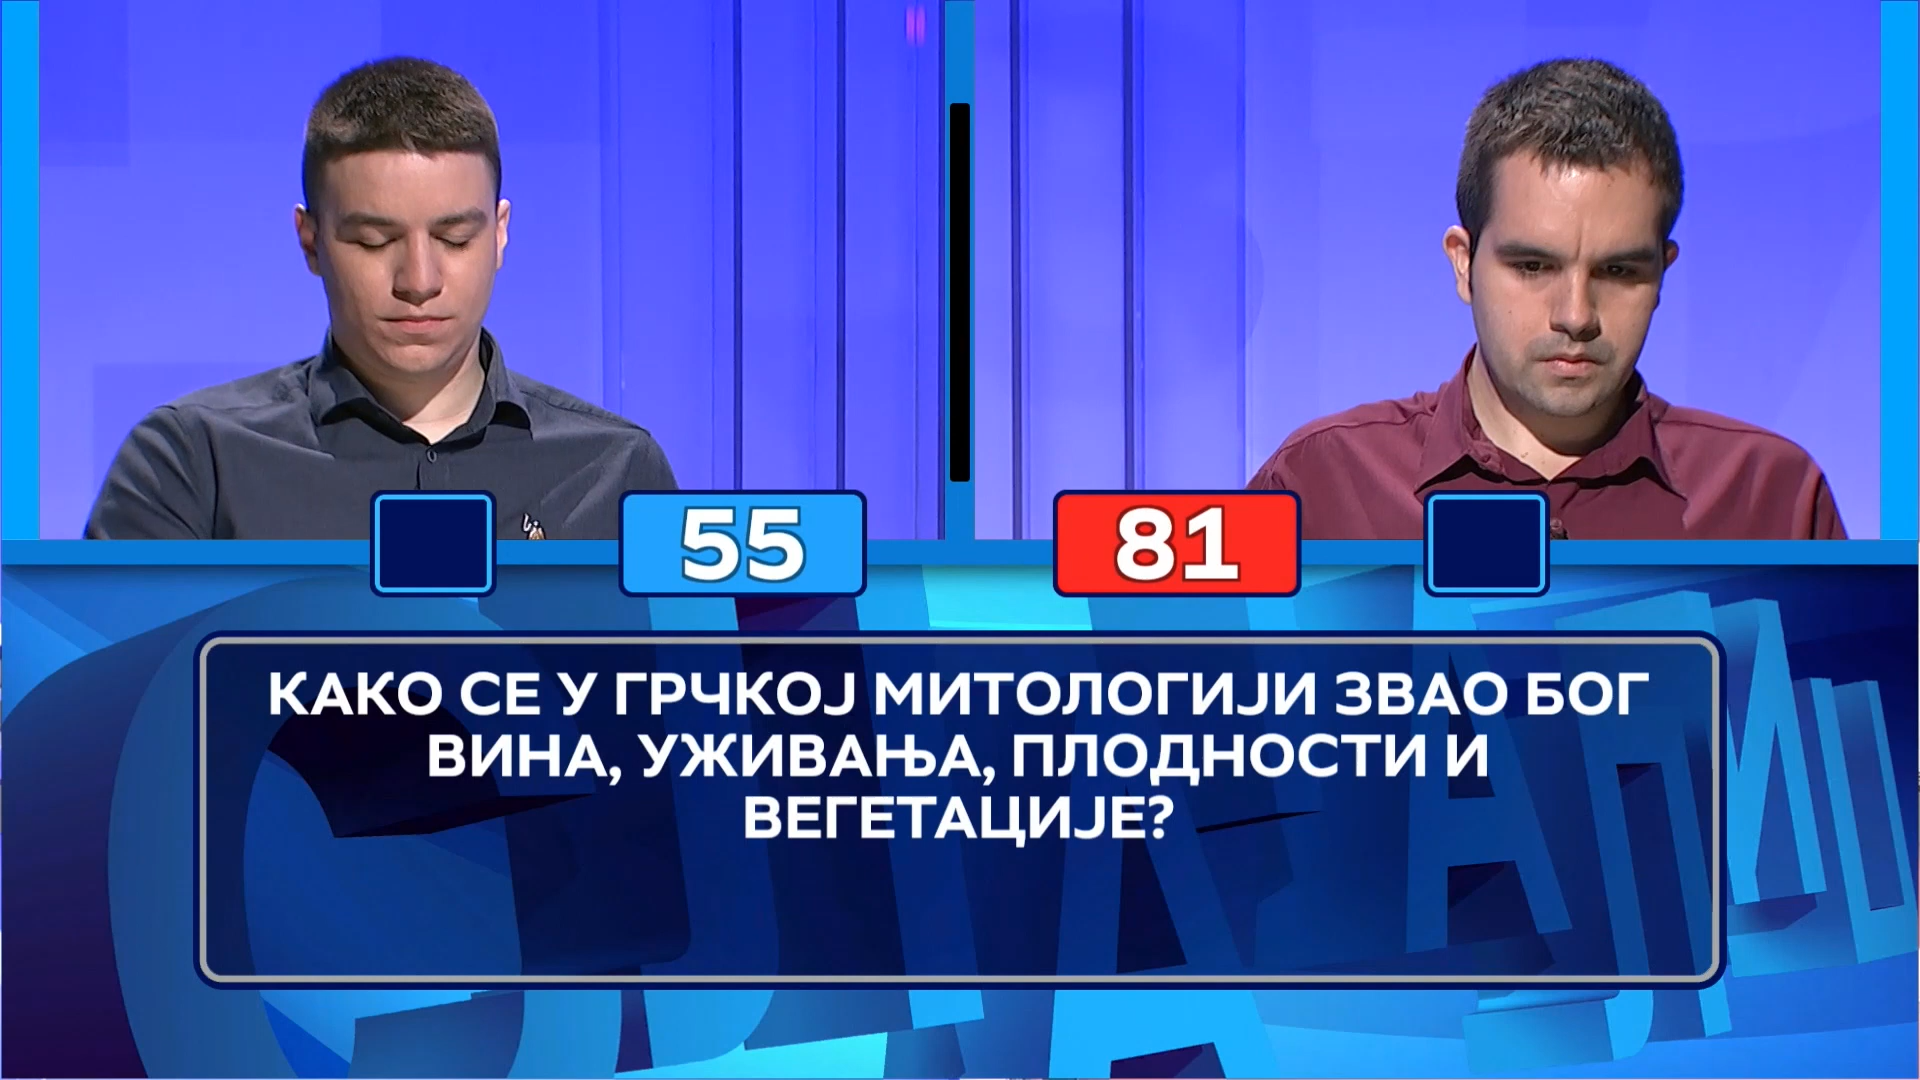 55
81
КАКО СЕ У ГРЧКОЈ МИТОЛОГИЈИ ЗВАО БОГ
ВИНА, УЖИВАЊА, ПЛОДНОСТИ И
ВЕГЕТАЦИЈЕ?